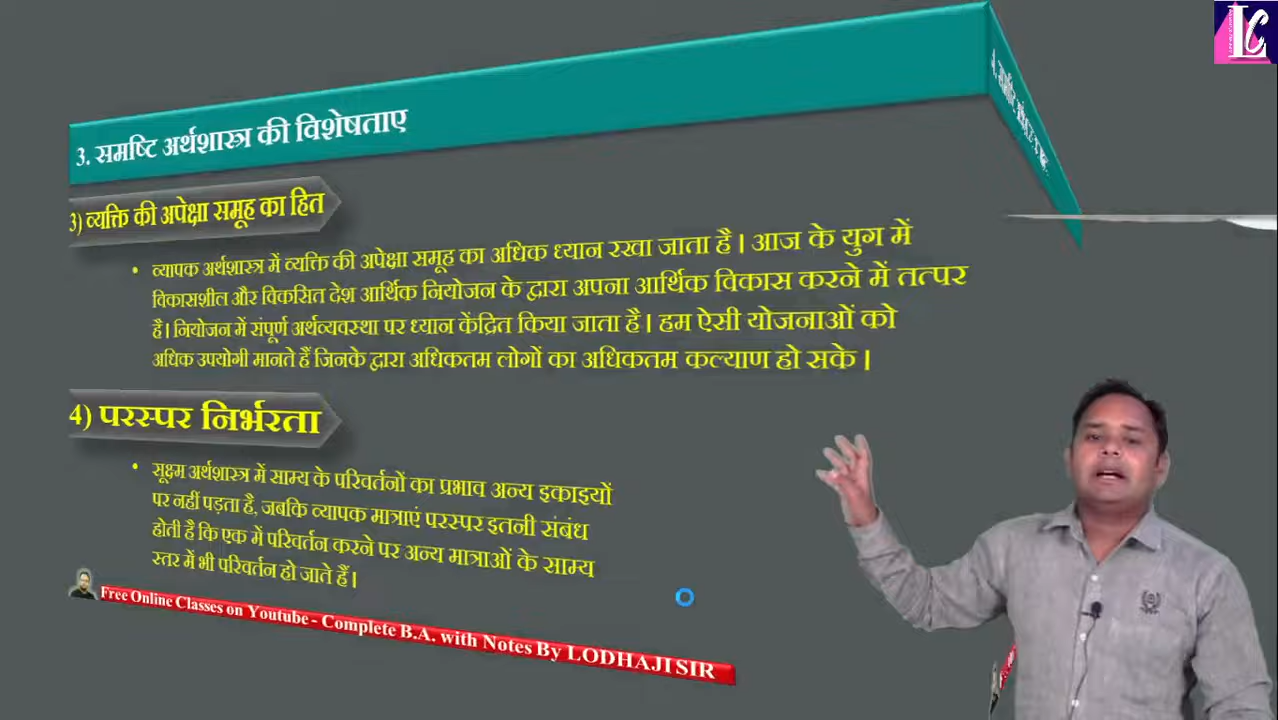 LC
3. समष्टि अर्थशास्त्र की विशेषताए
3) व्यक्ति की अपेक्षा समूह का हित
• व्यापक अर्थशास्त्र में व्यक्ति की अपेक्षा समूह का अधिक ध्यान रखा जाता है। आज के युग में
विकासशील और विकसित देश आर्थिक नियोजन के द्वारा अपना आर्थिक विकास करने में तत्पर
है। नियोजन में संपूर्ण अर्थव्यवस्था पर ध्यान केंद्रित किया जाता है। हम ऐसी योजनाओं को
अधिक उपयोगी मानते हैं जिनके द्वारा अधिकतम लोगों का अधिकतम कल्याण हो सके।
4) परस्पर निर्भरता
• सूक्ष्म अर्थशास्त्र में साम्य के परिवर्तनों का प्रभाव अन्य इकाइयों
पर नहीं पड़ता है, जबकि व्यापक मात्राएं परस्पर इतनी संबंध
होती है कि एक में परिवर्तन करने पर अन्य मात्राओं के साम्य
स्तर में भी परिवर्तन हो जाते हैं।
Free Online Classes on Youtube - Complete B.A. with Notes By LODHAJI SIR